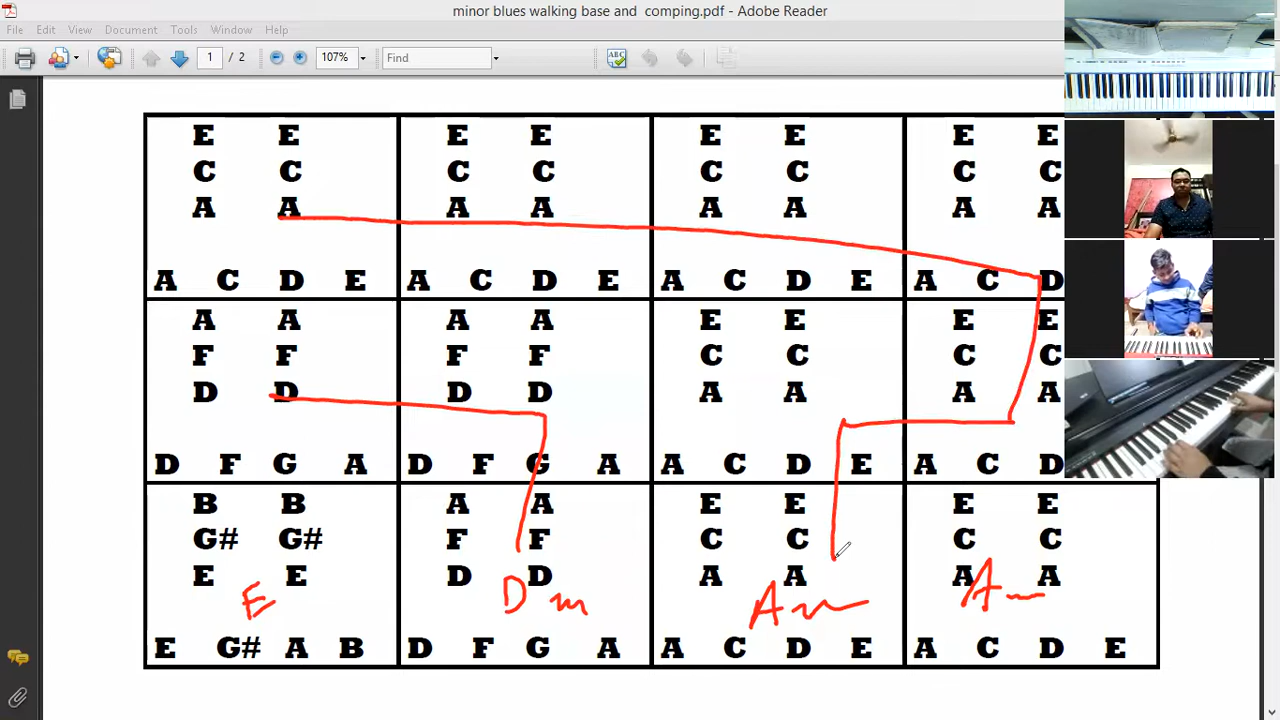 minor blues walking base and comping.pdf - Adobe Reader
File Edit View Document Tools Window Help
1 / 2 107% Find
E E E E E E E E
C C C C C C C C
A A A A A A A A
A C D E A C D E A C D E A C D
A A A A E E E E
F F F F C C C C
D D D D A A A A
D F G A D F G A A C D E A C D
B B A A E E E E
G# G# F F C C C C
E E D D A A A A
E Dm Am Am
E G# A B D F G A A C D E A C D E